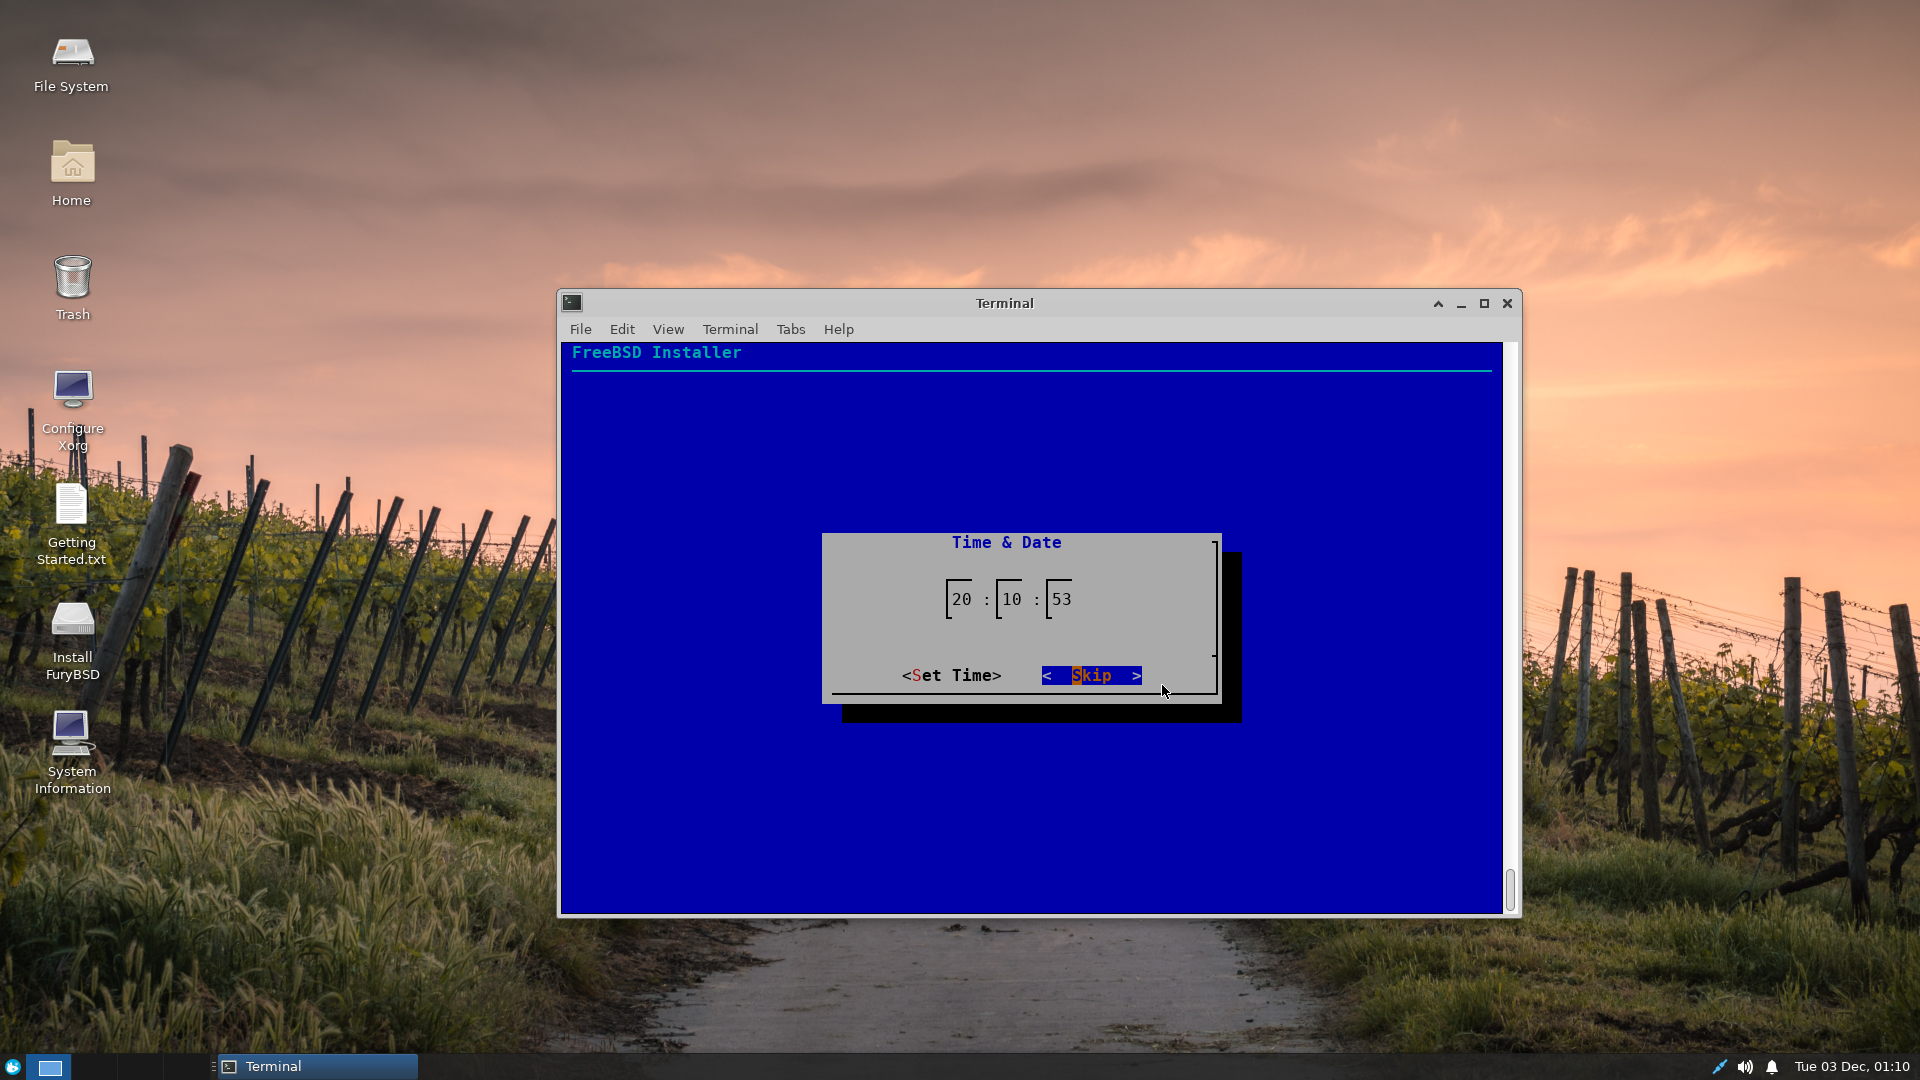 File System
Home
Trash
Configure
Xorg
Getting
Started.txt
Install
FuryBSD
System
Information
Terminal
File Edit View Terminal Tabs Help
FreeBSD Installer
Time & Date
20 : 10 : 53
<Set Time> < Skip >
Terminal
Tue 03 Dec, 01:10